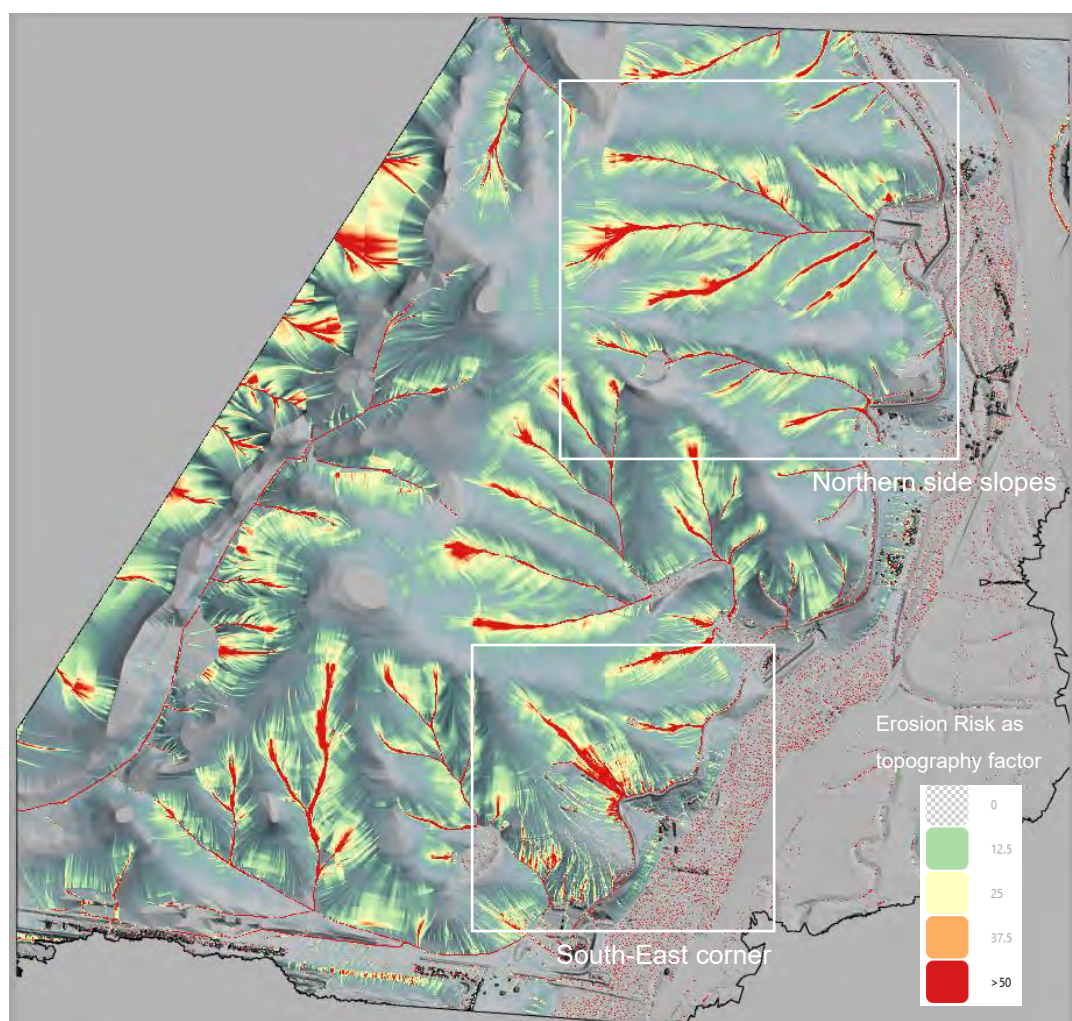 Northern side slopes
Erosion Risk as
topography factor
0
12.5
25
37.5
>50
South-East corner